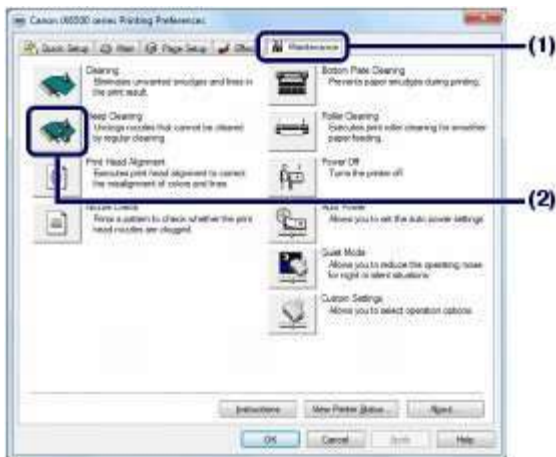 Canon iX6500 series Printing Preferences
Quick Setup Main Page Setup Effects Maintenance
(1)
Cleaning
Eliminates unwanted smudges and lines in
the print result.
Bottom Plate Cleaning
Prevents paper smudges during printing.
Deep Cleaning
Unclogs nozzles that cannot be cleared
by regular cleaning.
Roller Cleaning
Executes print roller cleaning for smoother
paper feeding.
Print Head Alignment
Executes print head alignment to correct
the misalignment of colors and lines.
Power Off
Turns the printer off.
(2)
Nozzle Check
Prints a pattern to check whether the print
head nozzles are clogged.
Auto Power
Allows you to set the auto power settings.
Quiet Mode
Allows you to reduce the operating noise
for night or silent situations.
Custom Settings
Allows you to select operation options.
Instructions View Printer Status... About...
OK Cancel Apply Help